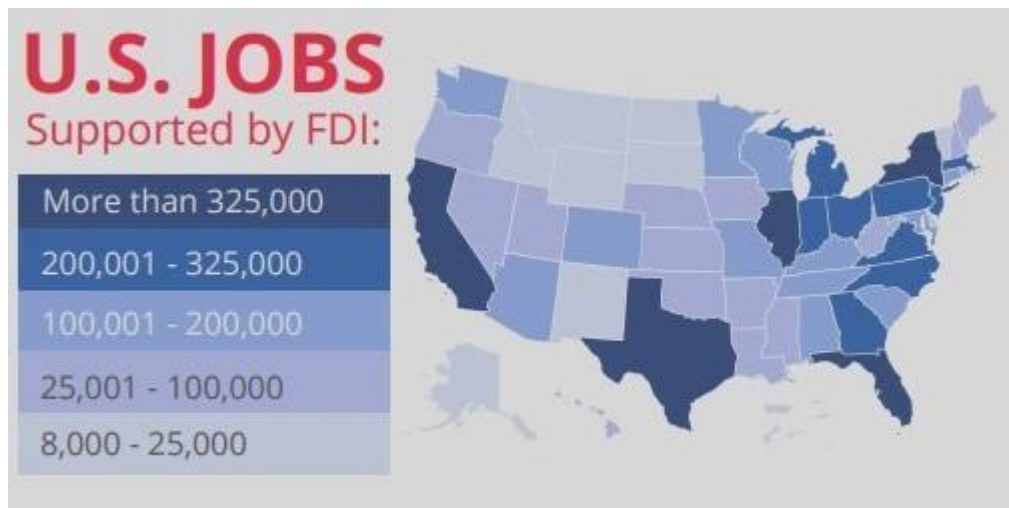 U.S. JOBS
Supported by FDI:
More than 325,000
200,001 - 325,000
100,001 - 200,000
25,001 - 100,000
8,000 - 25,000